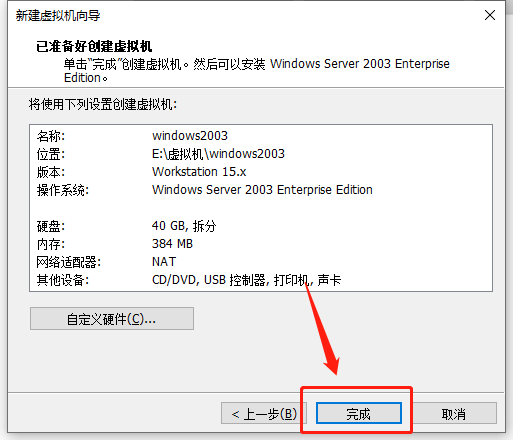 新建虚拟机向导
已准备好创建虚拟机
单击“完成”创建虚拟机。然后可以安装 Windows Server 2003 Enterprise
Edition。
将使用下列设置创建虚拟机:
名称: windows2003
位置: E:\虚拟机\windows2003
版本: Workstation 15.x
操作系统: Windows Server 2003 Enterprise Edition
硬盘: 40 GB, 拆分
内存: 384 MB
网络适配器: NAT
其他设备: CD/DVD, USB 控制器, 打印机, 声卡
自定义硬件(C)...
< 上一步(B) 完成 取消